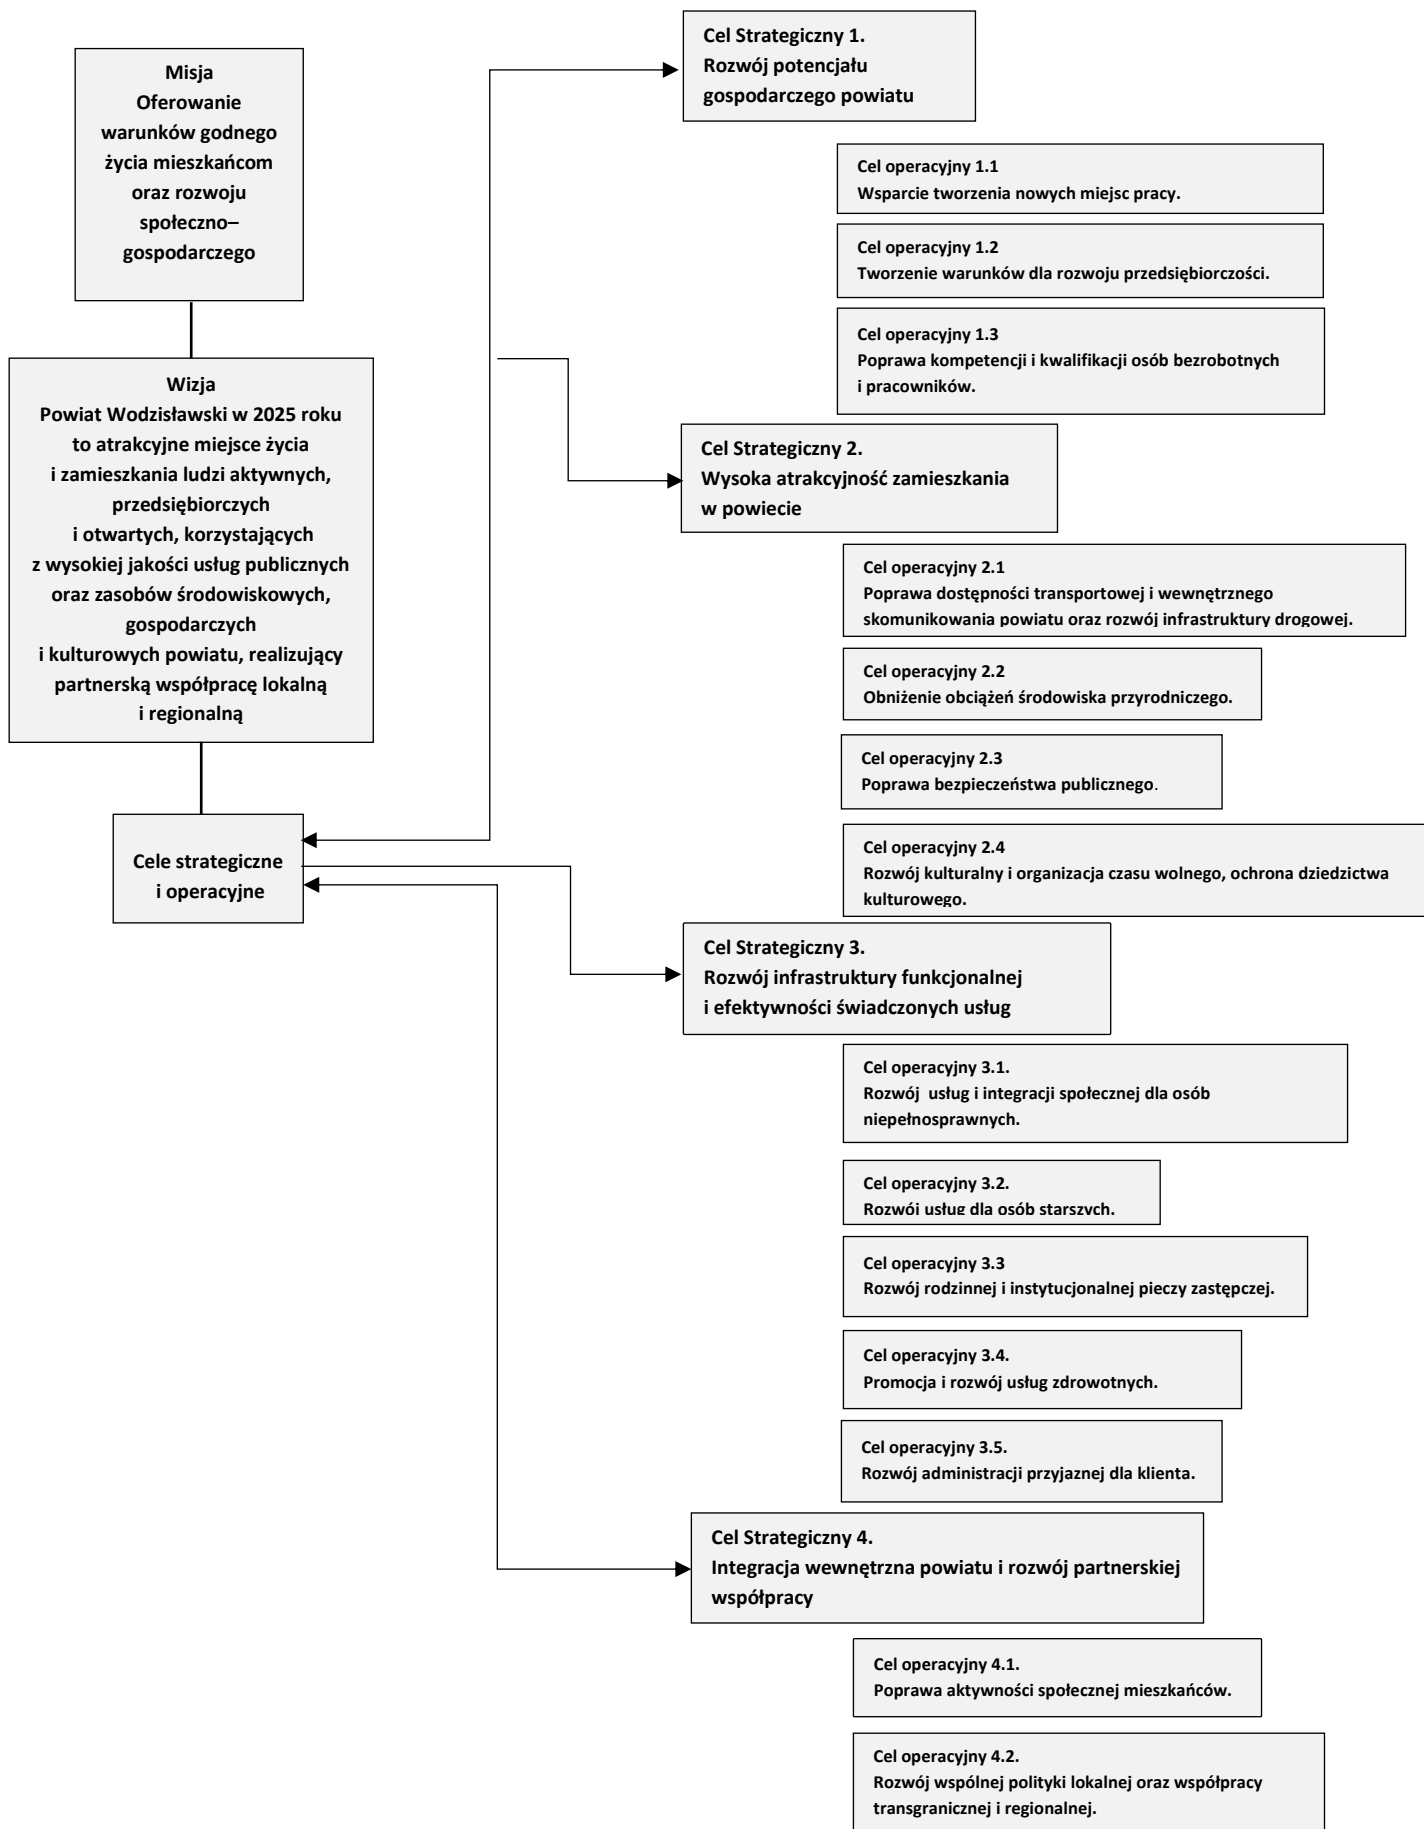 Misja
Oferowanie
warunków godnego
życia mieszkańcom
oraz rozwoju
społeczno–
gospodarczego
Wizja
Powiat Wodzisławski w 2025 roku
to atrakcyjne miejsce życia
i zamieszkania ludzi aktywnych,
przedsiębiorczych
i otwartych, korzystających
z wysokiej jakości usług publicznych
oraz zasobów środowiskowych,
gospodarczych
i kulturowych powiatu, realizujący
partnerską współpracę lokalną
i regionalną
Cele strategiczne
i operacyjne
Cel Strategiczny 1.
Rozwój potencjału
gospodarczego powiatu
Cel operacyjny 1.1
Wsparcie tworzenia nowych miejsc pracy.
Cel operacyjny 1.2
Tworzenie warunków dla rozwoju przedsiębiorczości.
Cel operacyjny 1.3
Poprawa kompetencji i kwalifikacji osób bezrobotnych
i pracowników.
Cel Strategiczny 2.
Wysoka atrakcyjność zamieszkania
w powiecie
Cel operacyjny 2.1
Poprawa dostępności transportowej i wewnętrznego
skomunikowania powiatu oraz rozwój infrastruktury drogowej.
Cel operacyjny 2.2
Obniżenie obciążeń środowiska przyrodniczego.
Cel operacyjny 2.3
Poprawa bezpieczeństwa publicznego.
Cel operacyjny 2.4
Rozwój kulturalny i organizacja czasu wolnego, ochrona dziedzictwa
kulturowego.
Cel Strategiczny 3.
Rozwój infrastruktury funkcjonalnej
i efektywności świadczonych usług
Cel operacyjny 3.1.
Rozwój  usług i integracji społecznej dla osób
niepełnosprawnych.
Cel operacyjny 3.2.
Rozwój usług dla osób starszych.
Cel operacyjny 3.3
Rozwój rodzinnej i instytucjonalnej pieczy zastępczej.
Cel operacyjny 3.4.
Promocja i rozwój usług zdrowotnych.
Cel operacyjny 3.5.
Rozwój administracji przyjaznej dla klienta.
Cel Strategiczny 4.
Integracja wewnętrzna powiatu i rozwój partnerskiej
współpracy
Cel operacyjny 4.1.
Poprawa aktywności społecznej mieszkańców.
Cel operacyjny 4.2.
Rozwój wspólnej polityki lokalnej oraz współpracy
transgranicznej i regionalnej.